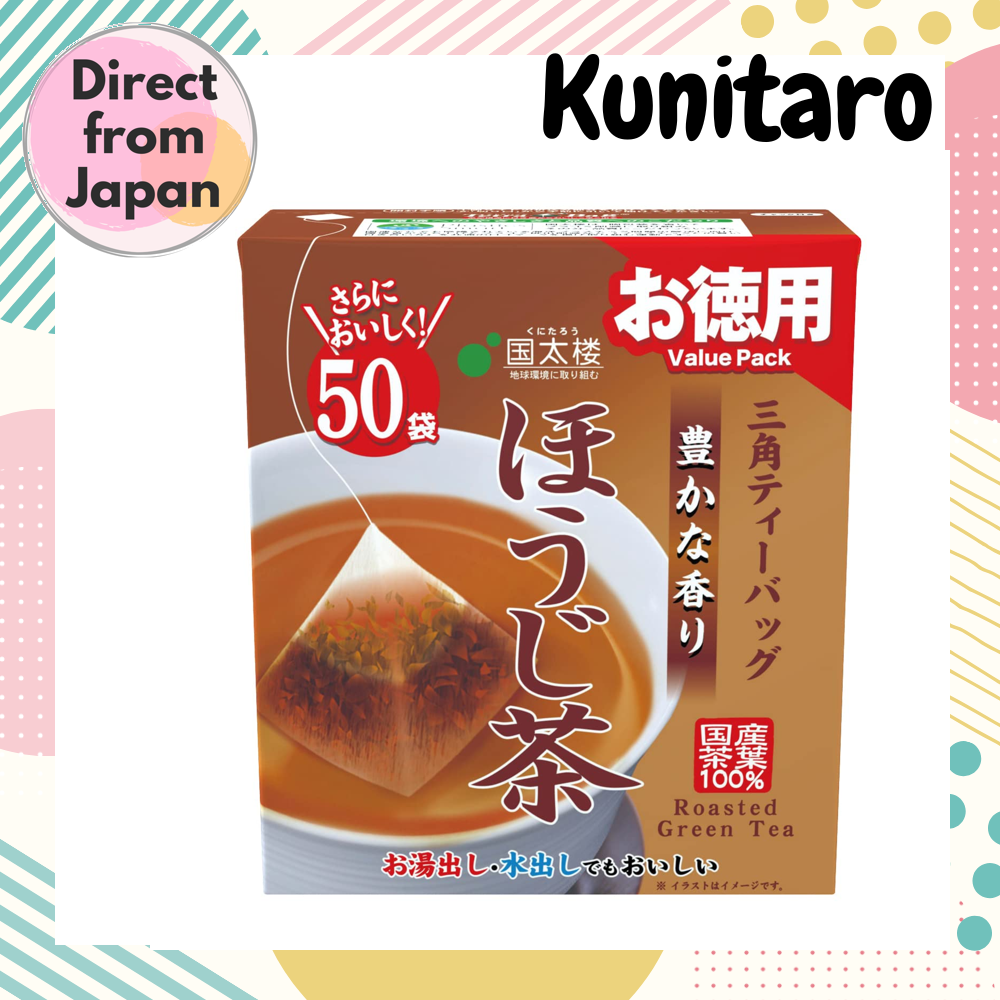 Direct
from
Japan
Kunitaro
さらに
おいしく!
50袋
くにたろう
国太楼
地球環境に取り組む
お徳用
Value Pack
三角ティーバッグ
豊かな香り
ほうじ茶
国産
茶葉
100%
Roasted
Green Tea
お湯出し・水出しでもおいしい
※ イラストはイメージです。